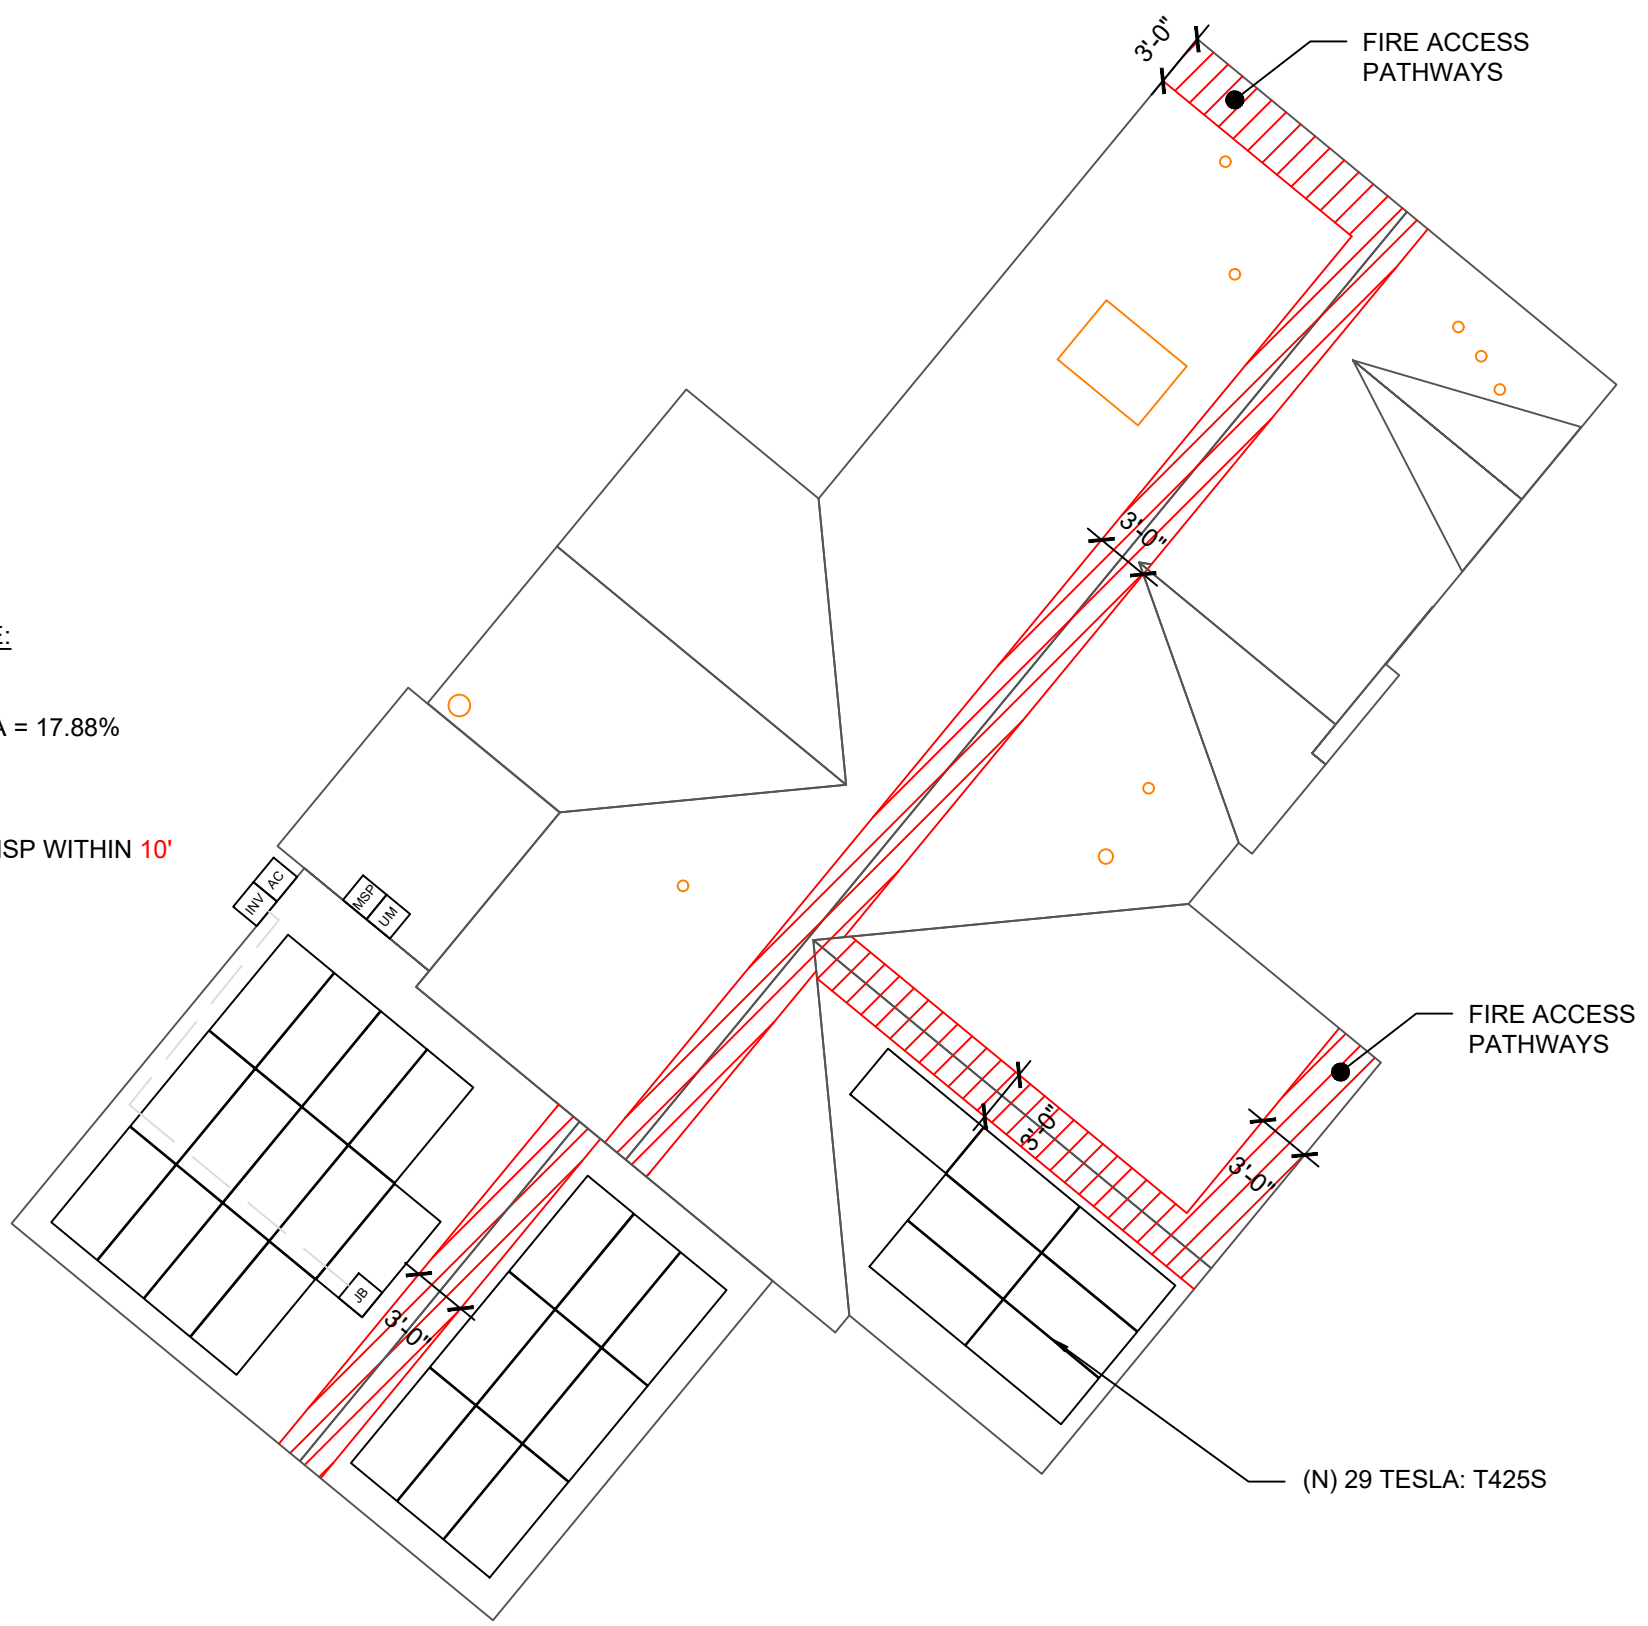 3'-0"
FIRE ACCESS
PATHWAYS
3'-0"
E:
A = 17.88%
MSP WITHIN 10'
AC
INV
MSP
UM
FIRE ACCESS
PATHWAYS
3'-0"
3'-0"
JB
3'-0"
(N) 29 TESLA: T425S